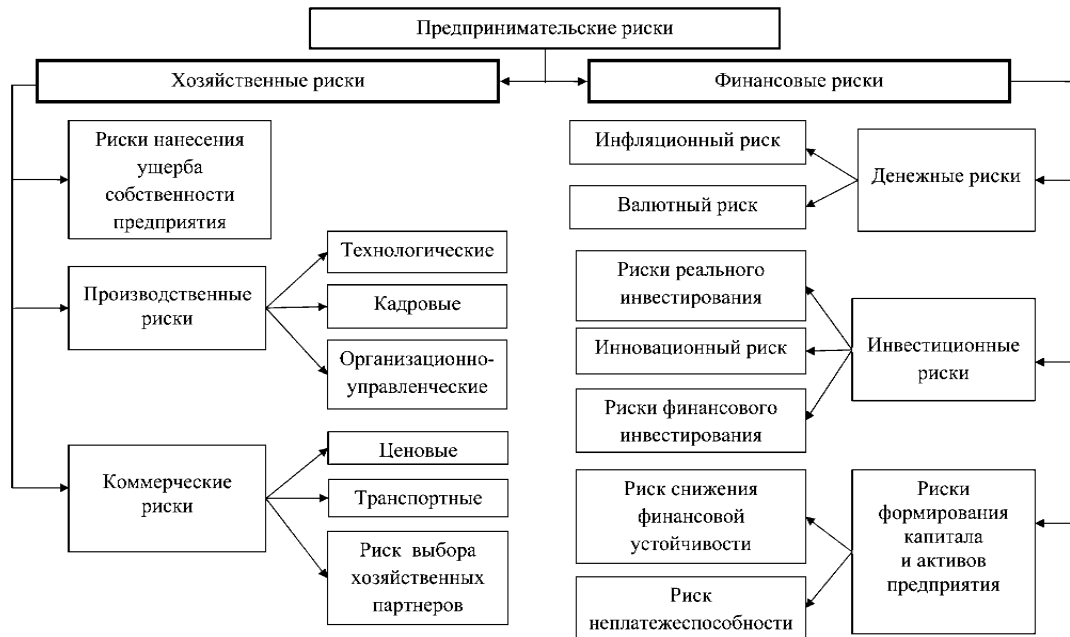 Предпринимательские риски
Хозяйственные риски
Финансовые риски
Риски нанесения
ущерба
собственности
предприятия
Производственные
риски
Технологические
Кадровые
Организационно-
управленческие
Коммерческие
риски
Ценовые
Транспортные
Риск выбора
хозяйственных
партнеров
Инфляционный риск
Валютный риск
Денежные риски
Риски реального
инвестирования
Инновационный риск
Риски финансового
инвестирования
Инвестиционные
риски
Риск снижения
финансовой
устойчивости
Риск
неплатежеспособности
Риски
формирования
капитала
и активов
предприятия